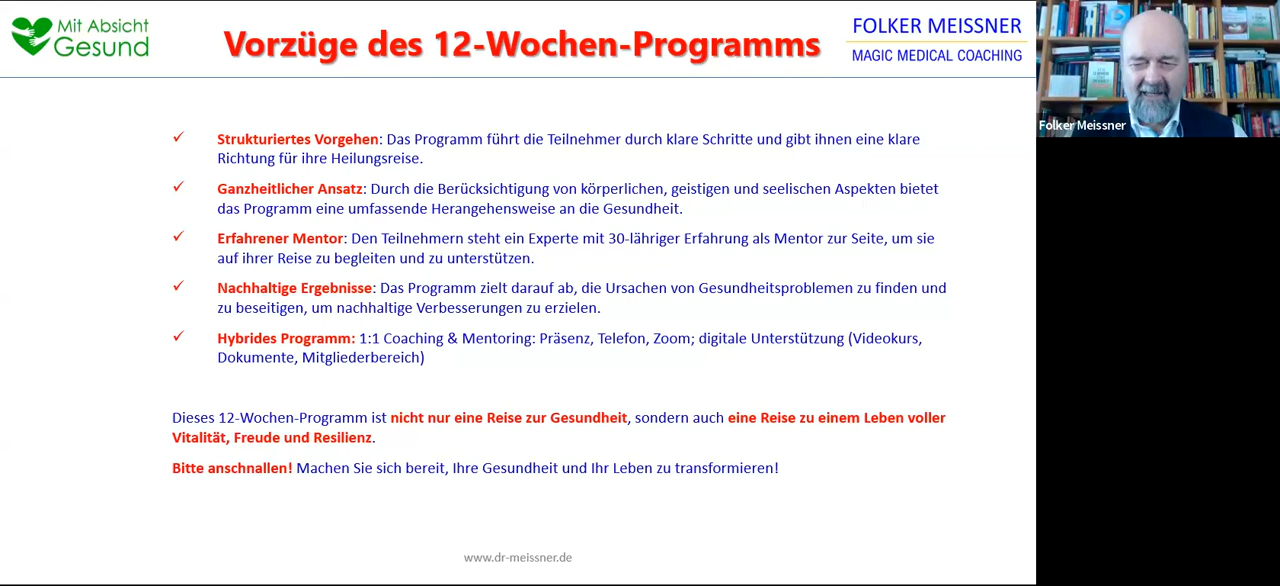 Mit Absicht
Gesund
Vorzüge des 12-Wochen-Programms
FOLKER MEISSNER
MAGIC MEDICAL COACHING
Folker Meissner
✓ Strukturiertes Vorgehen: Das Programm führt die Teilnehmer durch klare Schritte und gibt ihnen eine klare
Richtung für ihre Heilungsreise.
✓ Ganzheitlicher Ansatz: Durch die Berücksichtigung von körperlichen, geistigen und seelischen Aspekten bietet
das Programm eine umfassende Herangehensweise an die Gesundheit.
✓ Erfahrener Mentor: Den Teilnehmern steht ein Experte mit 30-lähriger Erfahrung als Mentor zur Seite, um sie
auf ihrer Reise zu begleiten und zu unterstützen.
✓ Nachhaltige Ergebnisse: Das Programm zielt darauf ab, die Ursachen von Gesundheitsproblemen zu finden und
zu beseitigen, um nachhaltige Verbesserungen zu erzielen.
✓ Hybrides Programm: 1:1 Coaching & Mentoring: Präsenz, Telefon, Zoom; digitale Unterstützung (Videokurs,
Dokumente, Mitgliederbereich)
Dieses 12-Wochen-Programm ist nicht nur eine Reise zur Gesundheit, sondern auch eine Reise zu einem Leben voller
Vitalität, Freude und Resilienz.
Bitte anschnallen! Machen Sie sich bereit, Ihre Gesundheit und Ihr Leben zu transformieren!
www.dr-meissner.de